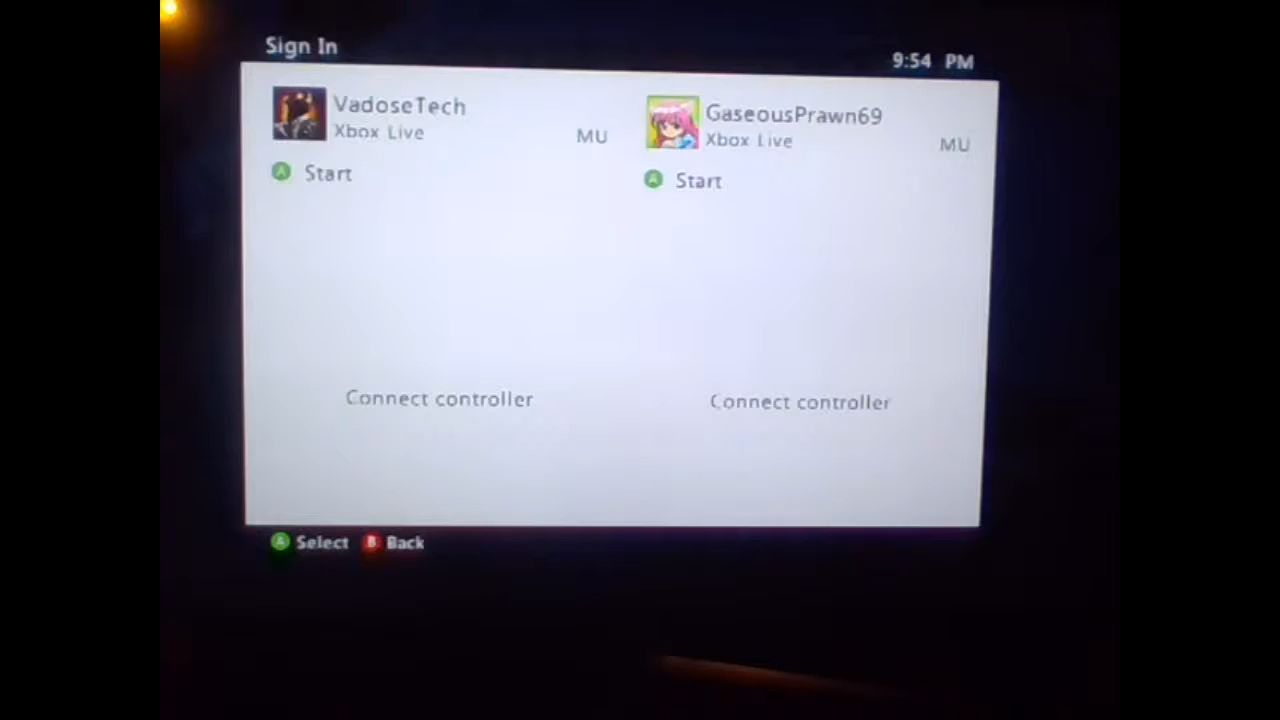 Sign In
9:54 PM
VadoseTech
Xbox Live
MU
A Start
GaseousPrawn69
Xbox Live
MU
A Start
Connect controller
Connect controller
A Select B Back